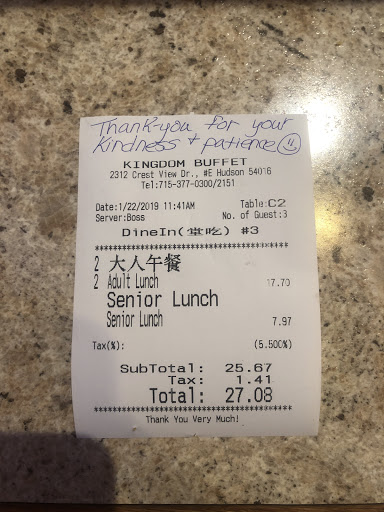 Thank-you for your
kindness + patience
KINGDOM BUFFET
2312 Crest View Dr., #E Hudson 54016
Tel:715-377-0300/2151
Date:1/22/2019 11:41AM Table:C2
Server:Boss No. of Guest:3
DineIn(堂吃) #3
************************************
2 大人午餐
2 Adult Lunch 17.70
Senior Lunch
Senior Lunch 7.97
Tax(%): (5.500%)
SubTotal: 25.67
Tax: 1.41
Total: 27.08
************************************
Thank You Very Much!